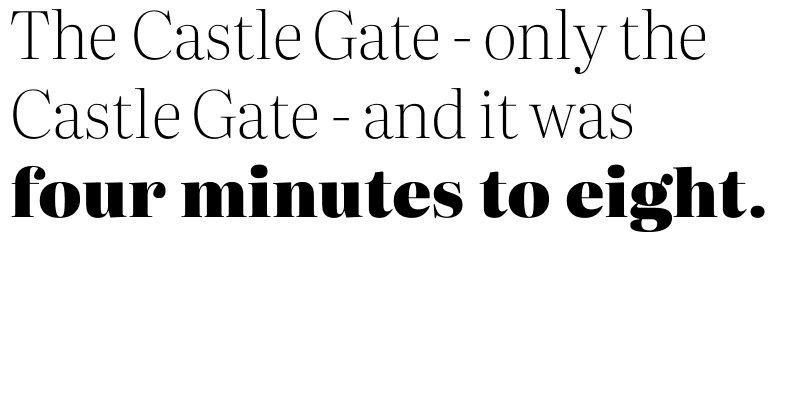 The Castle Gate - only the
Castle Gate - and it was
four minutes to eight.